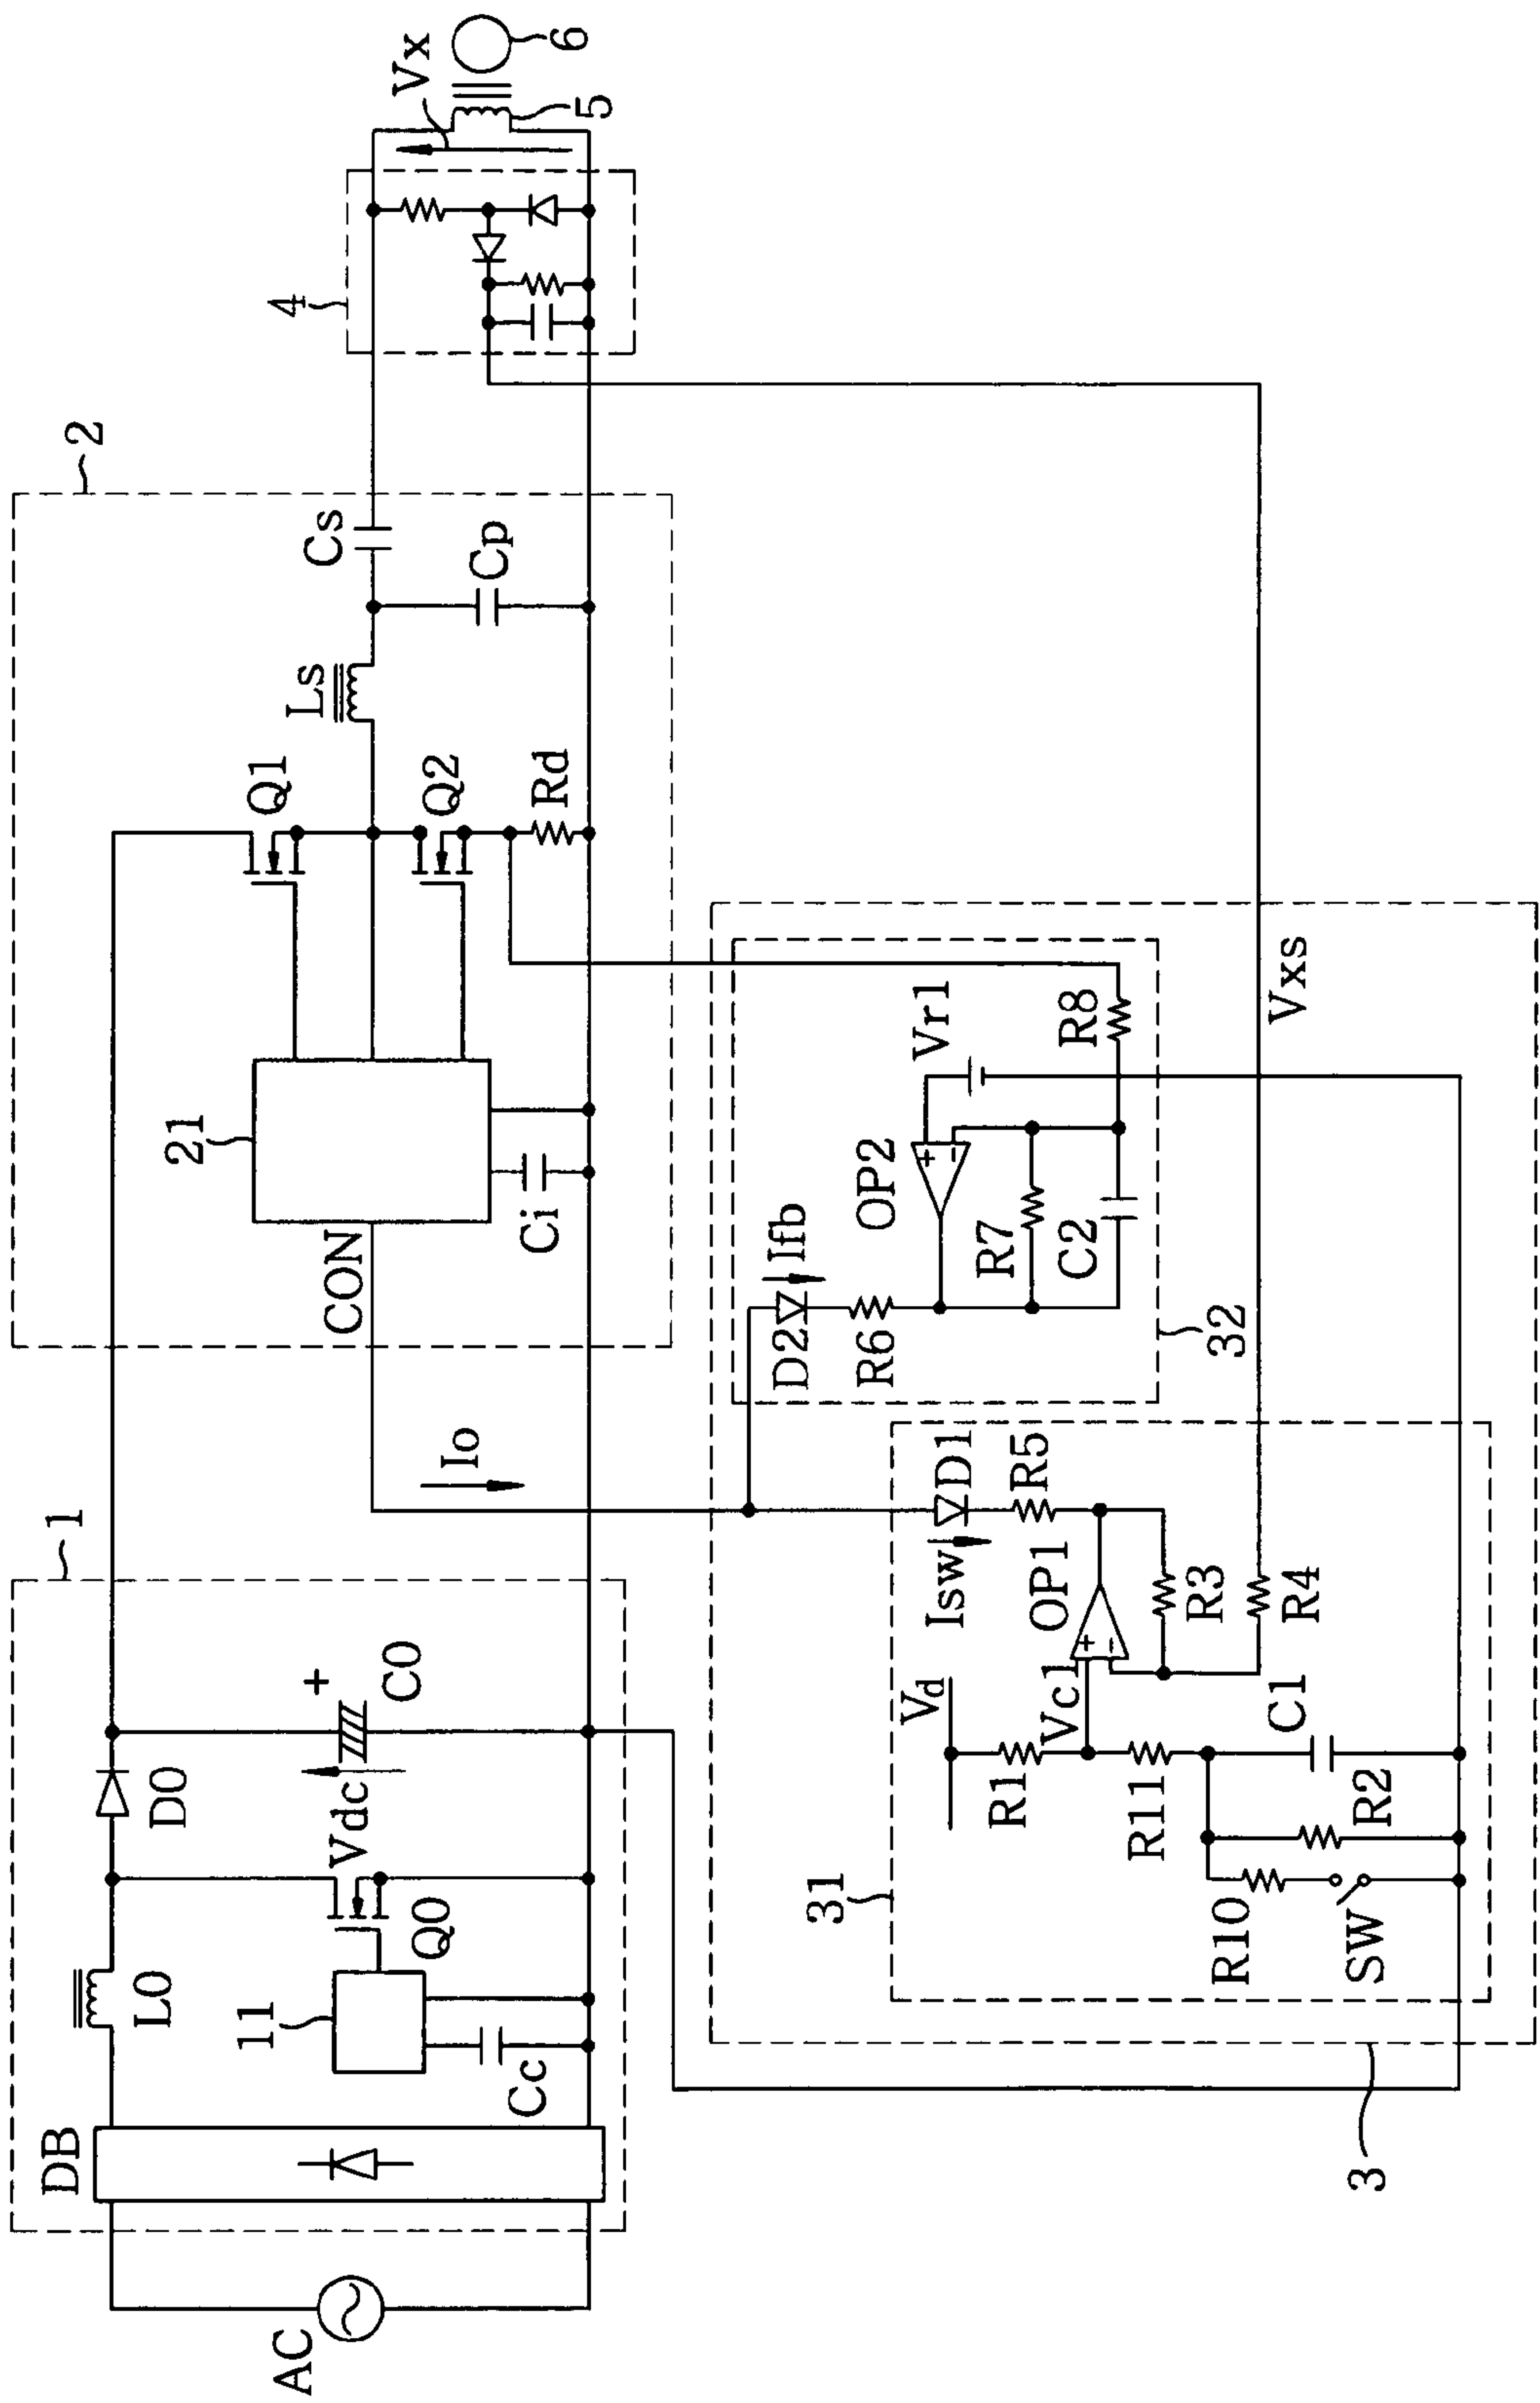 1
2
4
Vx
6
5
DB
L0
D0
+
C0
Vdc
Q0
11
Cc
AC
21
CON
Ci
Q1
Q2
Rd
Ls
Cs
Cp
Io
3
31
Vd
R1
Vc1
R11
C1
R2
R10
SW
+
−
OP1
Isw
D1
R5
R3
R4
32
D2
Ifb
R6
OP2
+
−
R7
C2
Vr1
R8
Vxs